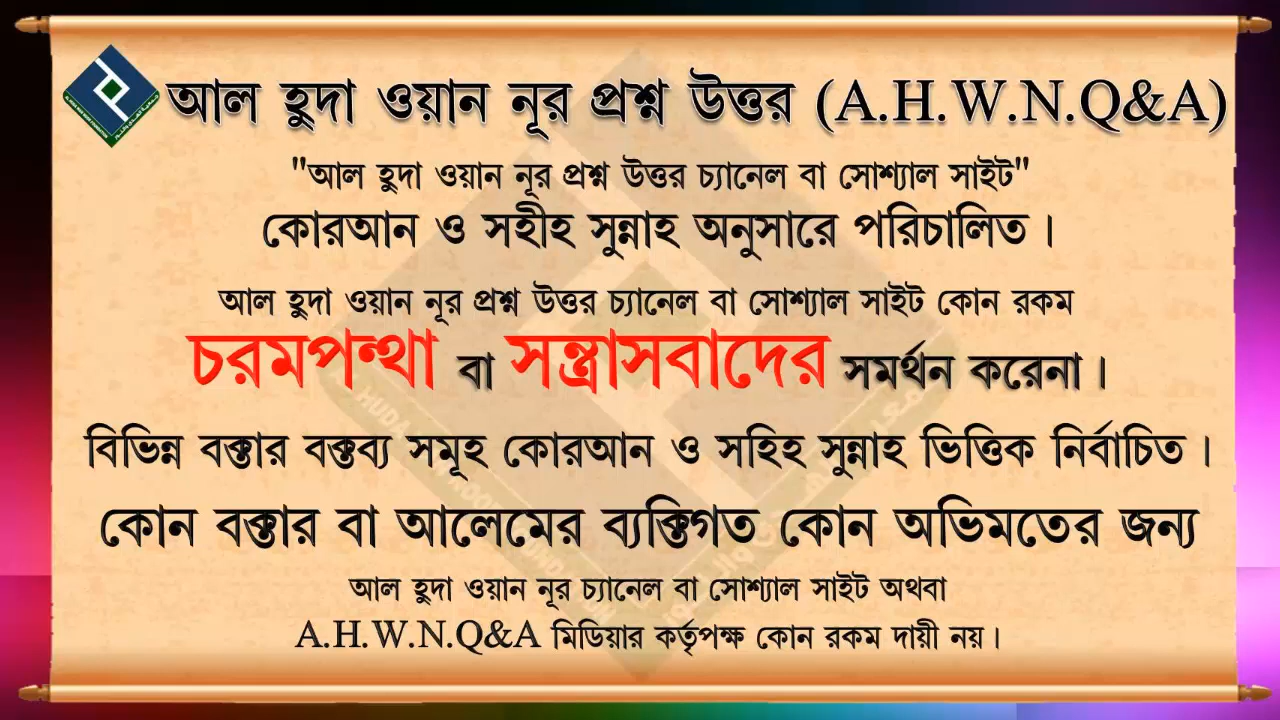 আল হুদা ওয়ান নূর প্রশ্ন উত্তর (A.H.W.N.Q&A)
"আল হুদা ওয়ান নূর প্রশ্ন উত্তর চ্যানেল বা সোশ্যাল সাইট"
কোরআন ও সহীহ সুন্নাহ অনুসারে পরিচালিত।
আল হুদা ওয়ান নূর প্রশ্ন উত্তর চ্যানেল বা সোশ্যাল সাইট কোন রকম
চরমপন্থা বা সন্ত্রাসবাদের সমর্থন করেনা।
বিভিন্ন বক্তার বক্তব্য সমূহ কোরআন ও সহিহ সুন্নাহ ভিত্তিক নির্বাচিত।
কোন বক্তার বা আলেমের ব্যক্তিগত কোন অভিমতের জন্য
আল হুদা ওয়ান নূর চ্যানেল বা সোশ্যাল সাইট অথবা
A.H.W.N.Q&A মিডিয়ার কর্তৃপক্ষ কোন রকম দায়ী নয়।